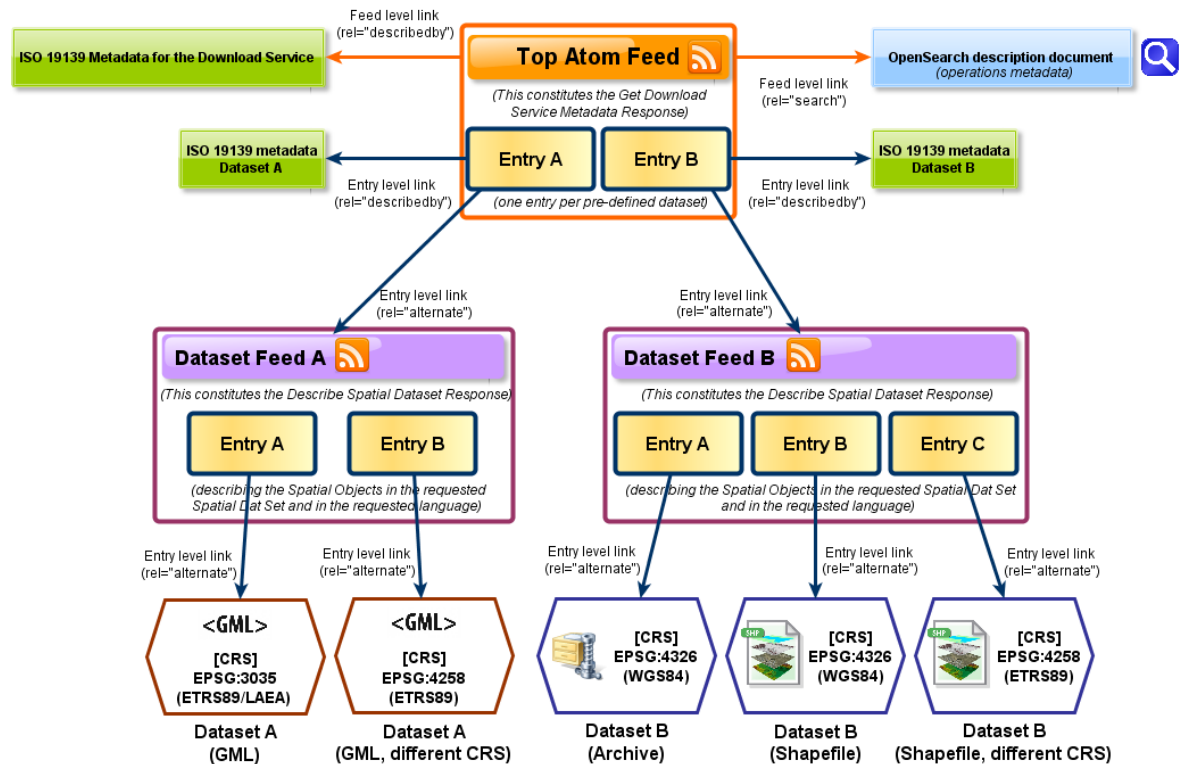 Feed level link
(rel="describedby")
ISO 19139 Metadata for the Download Service
Top Atom Feed
OpenSearch description document
(operations metadata)
Feed level link
(rel="search")
(This constitutes the Get Download
Service Metadata Response)
ISO 19139 metadata
Dataset A
Entry A
Entry B
ISO 19139 metadata
Dataset B
Entry level link
(rel="describedby")
(one entry per pre-defined dataset)
Entry level link
(rel="describedby")
Entry level link
(rel="alternate")
Entry level link
(rel="alternate")
Dataset Feed A
(This constitutes the Describe Spatial Dataset Response)
Entry A
Entry B
(describing the Spatial Objects in the requested
Spatial Dat Set and in the requested language)
Dataset Feed B
(This constitutes the Describe Spatial Dataset Response)
Entry A
Entry B
Entry C
(describing the Spatial Objects in the requested Spatial Dat Set
and in the requested language)
Entry level link
(rel="alternate")
Entry level link
(rel="alternate")
Entry level link
(rel="alternate")
Entry level link
(rel="alternate")
Entry level link
(rel="alternate")
<GML>
[CRS]
EPSG:3035
(ETRS89/LAEA)
Dataset A
(GML)
<GML>
[CRS]
EPSG:4258
(ETRS89)
Dataset A
(GML, different CRS)
[CRS]
EPSG:4326
(WGS84)
Dataset B
(Archive)
SHP
[CRS]
EPSG:4326
(WGS84)
Dataset B
(Shapefile)
SHP
[CRS]
EPSG:4258
(ETRS89)
Dataset B
(Shapefile, different CRS)